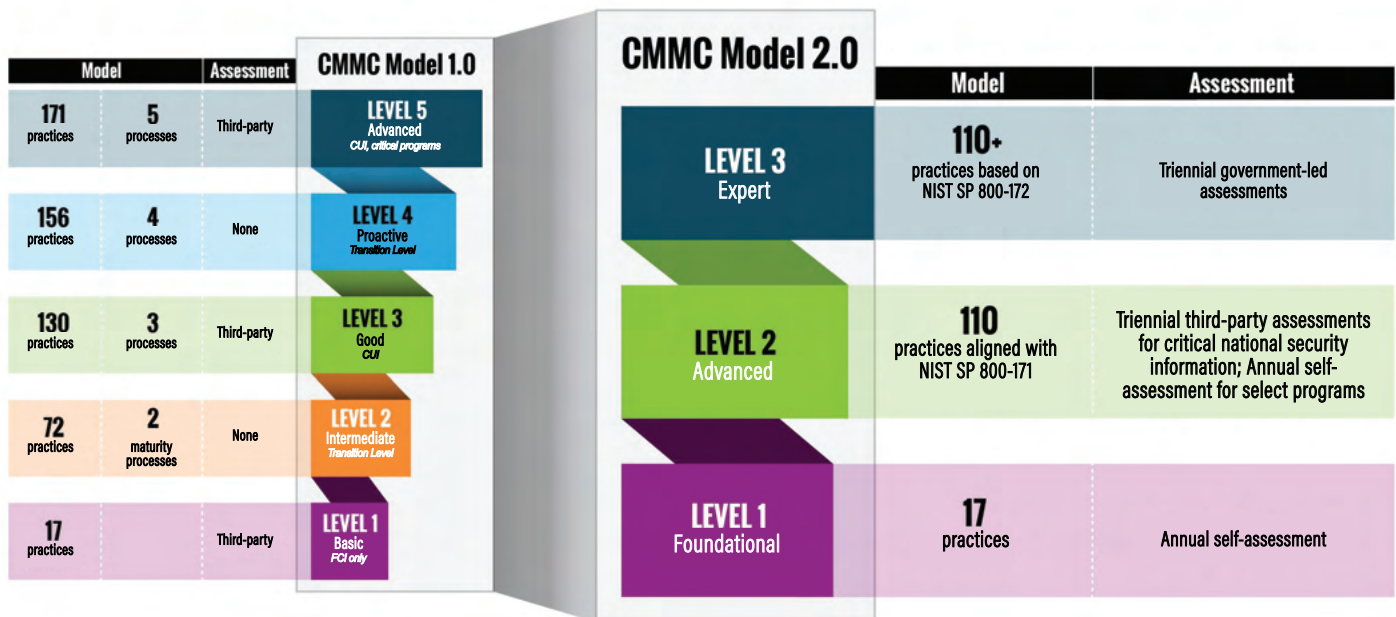 CMMC Model 1.0
Model
Assessment
171
practices
5
processes
Third-party
LEVEL 5
Advanced
CUI, critical programs
156
practices
4
processes
None
LEVEL 4
Proactive
Transition Level
130
practices
3
processes
Third-party
LEVEL 3
Good
CUI
72
practices
2
maturity
processes
None
LEVEL 2
Intermediate
Transition Level
17
practices
Third-party
LEVEL 1
Basic
FCI only
CMMC Model 2.0
Model
Assessment
LEVEL 3
Expert
110+
practices based on
NIST SP 800-172
Triennial government-led
assessments
LEVEL 2
Advanced
110
practices aligned with
NIST SP 800-171
Triennial third-party assessments
for critical national security
information; Annual self-
assessment for select programs
LEVEL 1
Foundational
17
practices
Annual self-assessment